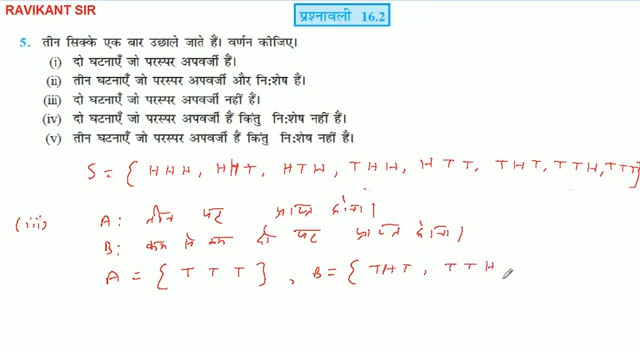 RAVIKANT SIR
प्रश्नावली 16.2
5. तीन सिक्के एक बार उछाले जाते हैं। वर्णन कीजिए।
(i) दो घटनाएँ जो परस्पर अपवर्जी हैं।
(ii) तीन घटनाएँ जो परस्पर अपवर्जी और नि:शेष हैं।
(iii) दो घटनाएँ जो परस्पर अपवर्जी नहीं हैं।
(iv) दो घटनाएँ जो परस्पर अपवर्जी हैं किंतु नि:शेष नहीं हैं।
(v) तीन घटनाएँ जो परस्पर अपवर्जी हैं किंतु नि:शेष नहीं हैं।
S = { HHH, HHT, HTH, THH, HTT, THT, TTH, TTT}
(iii) A: तीन पट प्राप्त होना।
B: कम से कम दो पट प्राप्त होना।
A = { T T T } , B = { THT, TTH ,